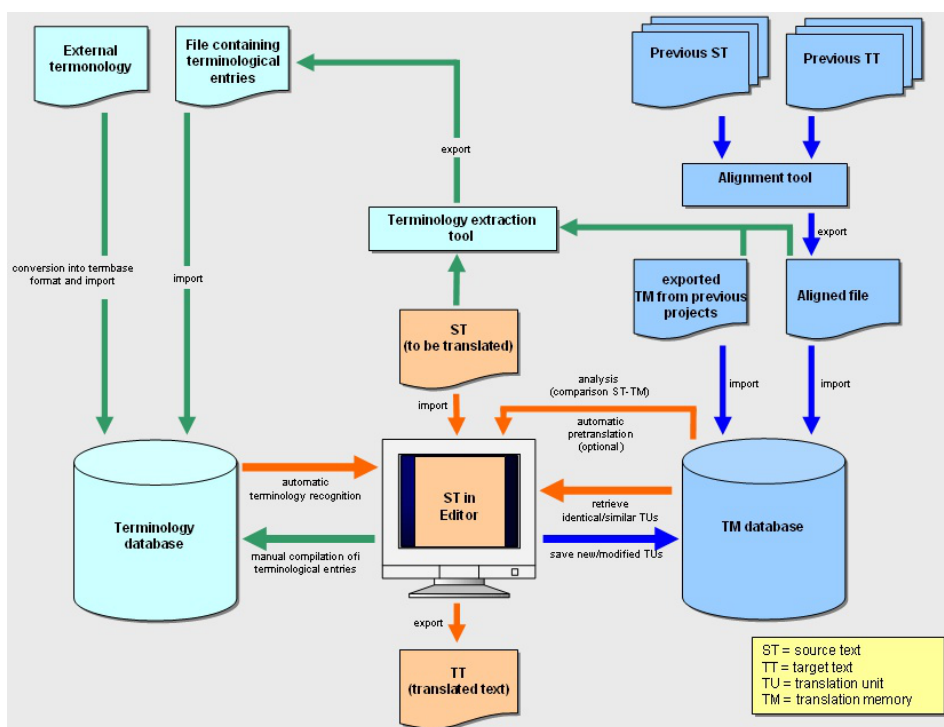 External
termonology
File containing
terminological
entries
Previous ST
Previous TT
export
Alignment tool
Terminology extraction
tool
export
conversion into termbase
format and import
import
exported
TM from previous
projects
Aligned file
ST
(to be translated)
analysis
(comparison ST-TM)
import
import
import
automatic
pretranslation
(optional)
automatic
terminology recognition
ST in
Editor
retrieve
identical/similar TUs
Terminology
database
TM database
manual compilation ofi
terminological entries
save new/modified TUs
export
TT
(translated text)
ST = source text
TT = target text
TU = translation unit
TM = translation memory